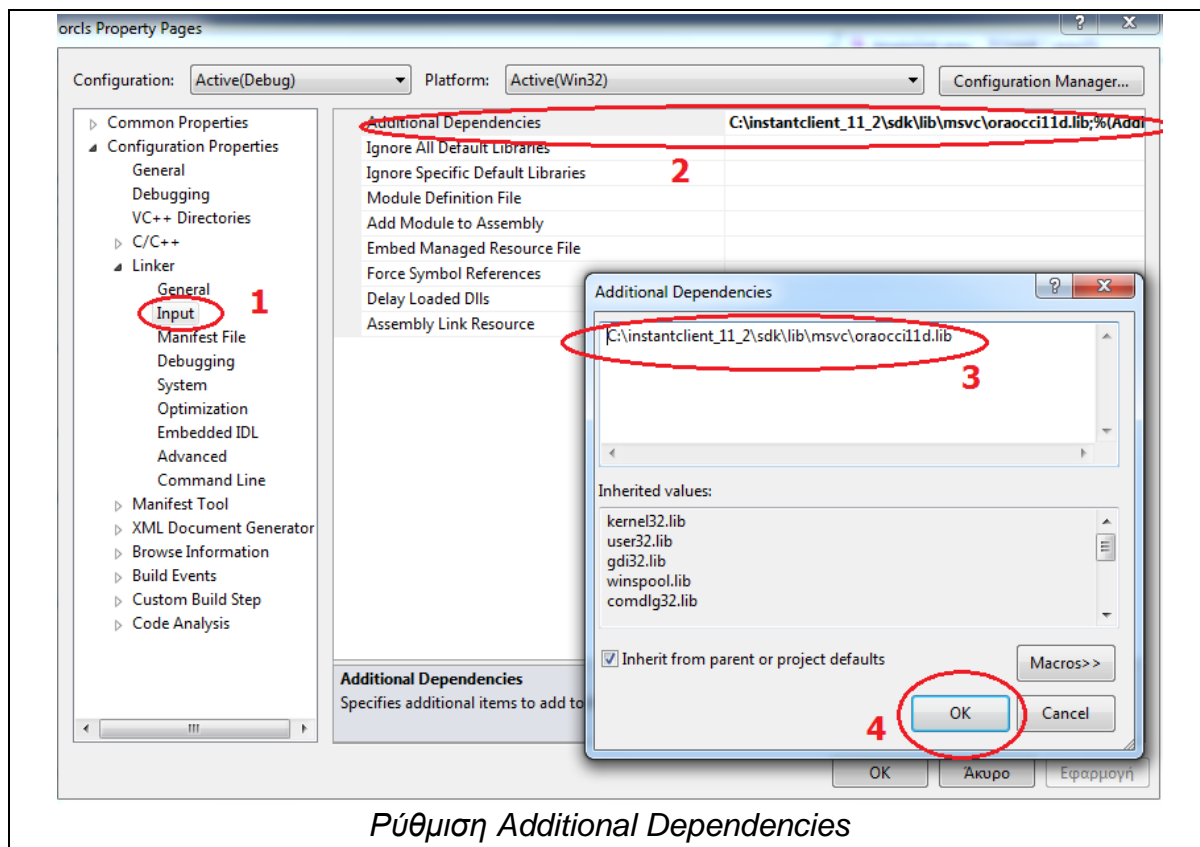 orcls Property Pages
Configuration: Active(Debug) Platform: Active(Win32) Configuration Manager...
Common Properties
Configuration Properties
General
Debugging
VC++ Directories
C/C++
Linker
General
Input
Manifest File
Debugging
System
Optimization
Embedded IDL
Advanced
Command Line
Manifest Tool
XML Document Generator
Browse Information
Build Events
Custom Build Step
Code Analysis
1
Additional Dependencies C:\instantclient_11_2\sdk\lib\msvc\oraocci11d.lib;%(Addi
Ignore All Default Libraries
Ignore Specific Default Libraries
Module Definition File
Add Module to Assembly
Embed Managed Resource File
Force Symbol References
Delay Loaded Dlls
Assembly Link Resource
2
Additional Dependencies
C:\instantclient_11_2\sdk\lib\msvc\oraocci11d.lib
3
Inherited values:
kernel32.lib
user32.lib
gdi32.lib
winspool.lib
comdlg32.lib
Inherit from parent or project defaults
Macros>>
4
OK Cancel
Additional Dependencies
Specifies additional items to add to
OK Άκυρο Εφαρμογή
Ρύθμιση Additional Dependencies